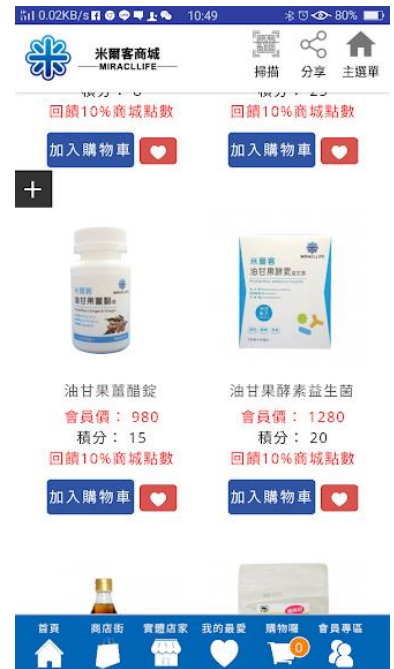 0.02KB/s
10:49
80%
米爾客商城
MIRACLLIFE
掃描
分享
主選單
回饋10%商城點數
回饋10%商城點數
加入購物車
加入購物車
+
米爾客
油甘果薑醋錠
米爾客
油甘果酵素益生菌
油甘果薑醋錠
油甘果酵素益生菌
會員價： 980
會員價： 1280
積分： 15
積分： 20
回饋10%商城點數
回饋10%商城點數
加入購物車
加入購物車
首頁
商店街
實體店家
我的最愛
購物囉
會員專區
0